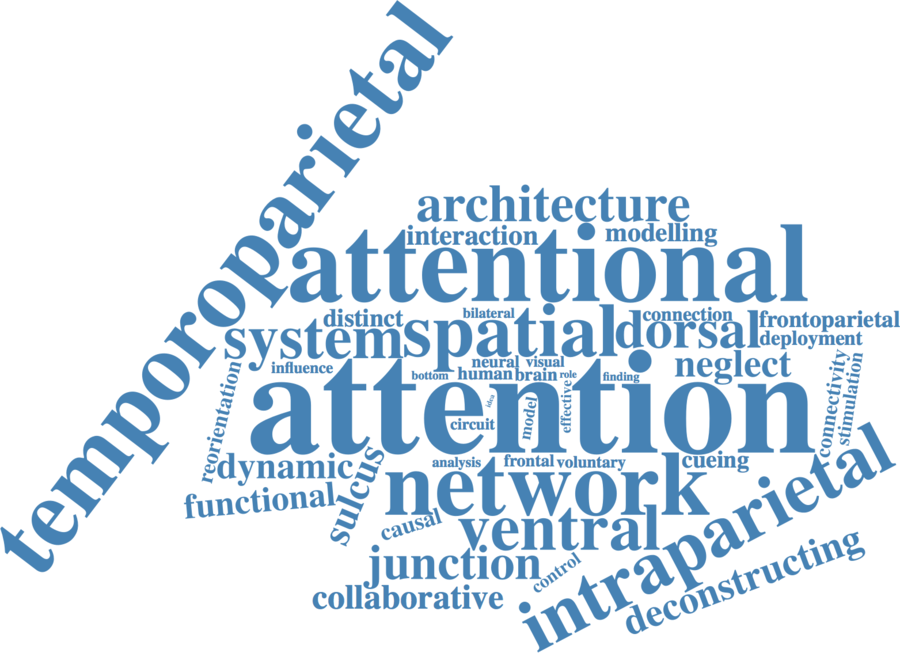 temporoparietal
architecture
interaction
modelling
attentional
bilateral
connection
distinct
system
spatial
dorsal
frontoparietal
deployment
influence
neural
visual
neglect
bottom
human
brain
role
finding
connectivity
stimulation
reorientation
attention
idea
model
effective
circuit
dynamic
sulcus
analysis
frontal
voluntary
cueing
functional
network
causal
ventral
intraparietal
junction
control
deconstructing
collaborative